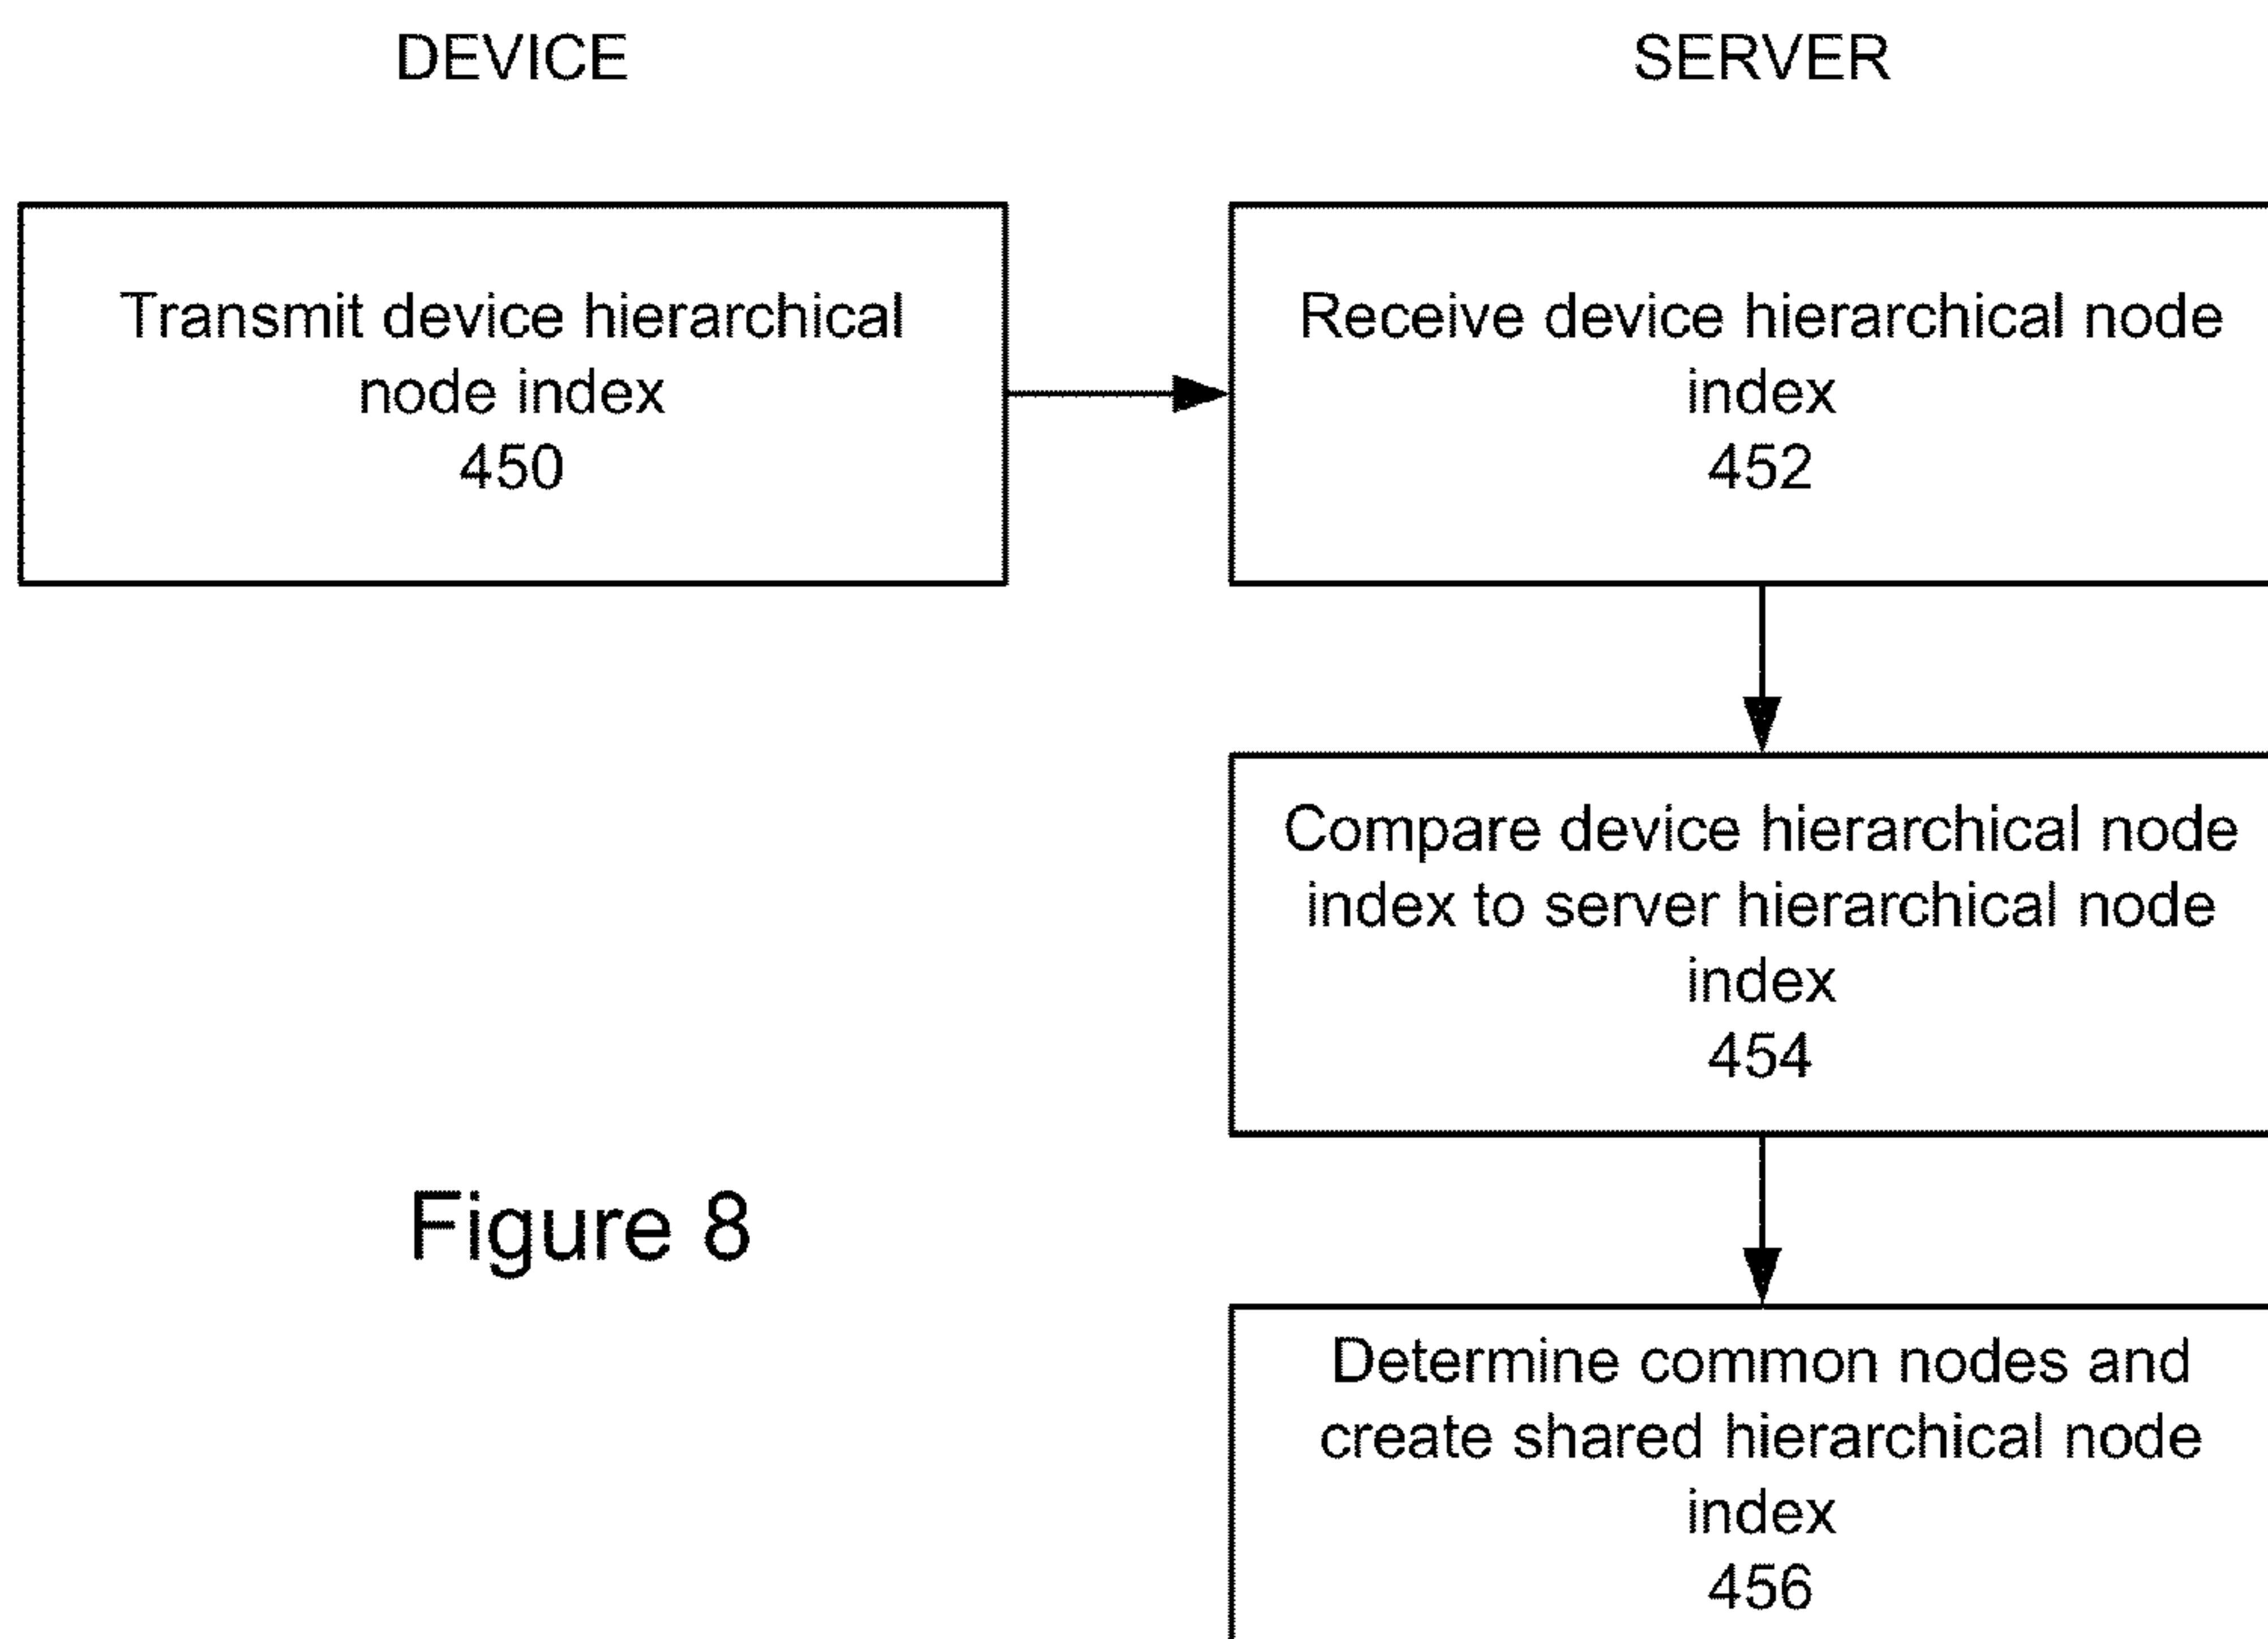 DEVICE
SERVER
Transmit device hierarchical
node index
450
Receive device hierarchical node
index
452
Compare device hierarchical node
index to server hierarchical node
index
454
Figure 8
Determine common nodes and
create shared hierarchical node
index
456